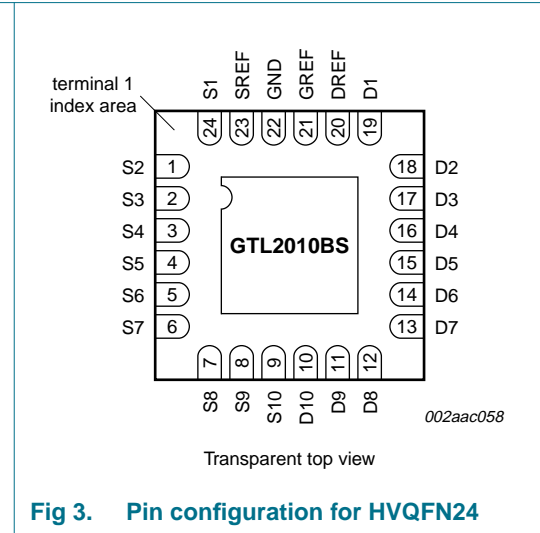 terminal 1
index area
S1 SREF GND GREF DREF D1
24 23 22 21 20 19
S2 1 18 D2
S3 2 17 D3
S4 3 16 D4
S5 4 15 D5
S6 5 14 D6
S7 6 13 D7
GTL2010BS
7 8 9 10 11 12
S8 S9 S10 D10 D9 D8
002aac058
Transparent top view
Fig 3. Pin configuration for HVQFN24